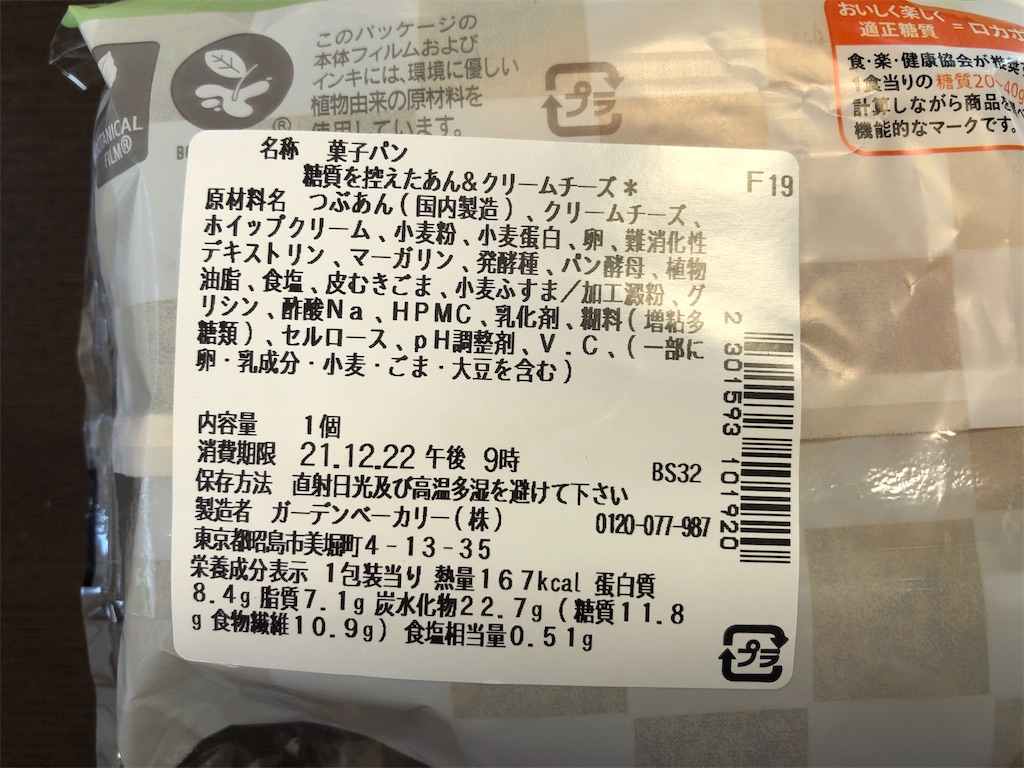 このパッケージの
本体フィルムおよび
インキには、環境に優しい
植物由来の原材料を
使用しています。
®
プラ
おいしく楽しく
適正糖質 = ロカボ
食・楽・健康協会が推奨
1食当りの糖質20~40g
計算しながら商品を
機能的なマークです。
BOTANICAL
FILM®
名称 菓子パン
糖質を控えたあん&クリームチーズ*
F19
原材料名 つぶあん(国内製造)、クリームチーズ、
ホイップクリーム、小麦粉、小麦蛋白、卵、難消化性
デキストリン、マーガリン、発酵種、パン酵母、植物
油脂、食塩、皮むきごま、小麦ふすま/加工澱粉、グ
リシン、酢酸Na、HPMC、乳化剤、糊料(増粘多
糖類)、セルロース、pH調整剤、V.C、(一部に
卵・乳成分・小麦・ごま・大豆を含む)
2 301593 101920
内容量 1個
消費期限 21.12.22 午後 9時
BS32
保存方法 直射日光及び高温多湿を避けて下さい
製造者 ガーデンベーカリー(株) 0120-077-987
東京都昭島市美堀町4-13-35
栄養成分表示 1包装当り 熱量167kcal 蛋白質
8.4g 脂質7.1g 炭水化物22.7g(糖質11.8
g 食物繊維10.9g) 食塩相当量0.51g
プラ